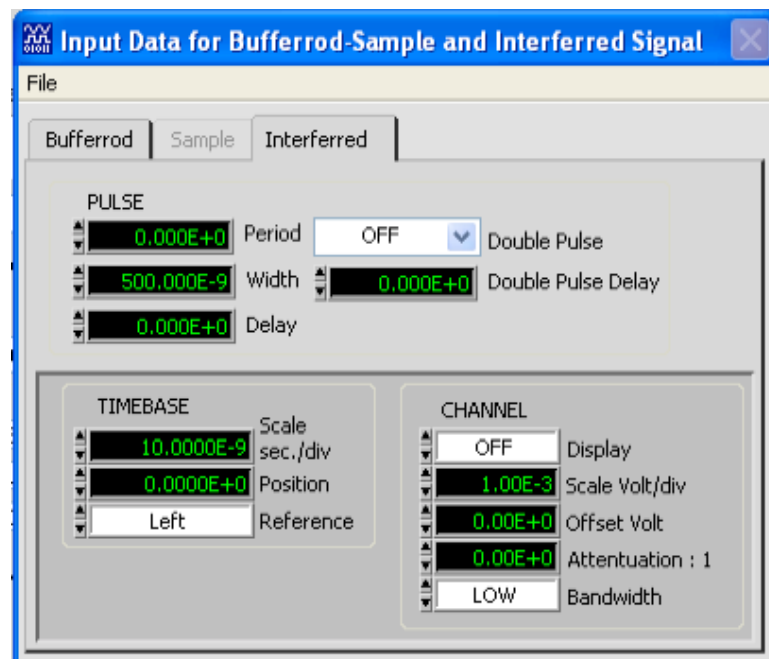 Input Data for Bufferrod-Sample and Interferred Signal
File
Bufferrod Sample Interferred
PULSE
0.000E+0 Period OFF Double Pulse
500.000E-9 Width 0.000E+0 Double Pulse Delay
0.000E+0 Delay
TIMEBASE
10.0000E-9 Scale sec./div
0.0000E+0 Position
Left Reference
CHANNEL
OFF Display
1.00E-3 Scale Volt/div
0.00E+0 Offset Volt
0.00E+0 Attentuation : 1
LOW Bandwidth